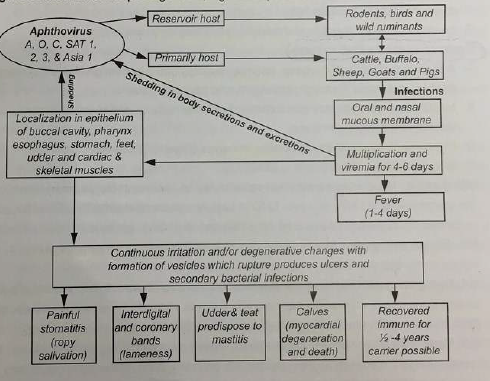 Aphthovirus
A, O, C, SAT 1,
2, 3, & Asia 1
Reservoir host
Rodents, birds and
wild ruminants
Primarily host
Cattle, Buffalo,
Sheep, Goats and Pigs
Infections
Oral and nasal
mucous membrane
Shedding
Shedding in body secretions and excretions
Localization in epithelium
of buccal cavity, pharynx
esophagus, stomach, feet,
udder and cardiac &
skeletal muscles
Multiplication and
viremia for 4-6 days
Fever
(1-4 days)
Continuous irritation and/or degenerative changes with
formation of vesicles which rupture produces ulcers and
secondary bacterial infections
Painful
stomatitis
(ropy
salivation)
Interdigital
and coronary
bands
(lameness)
Udder& teat
predispose to
mastitis
Calves
(myocardial
degeneration
and death)
Recovered
immune for
½ -4 years
carrier possible